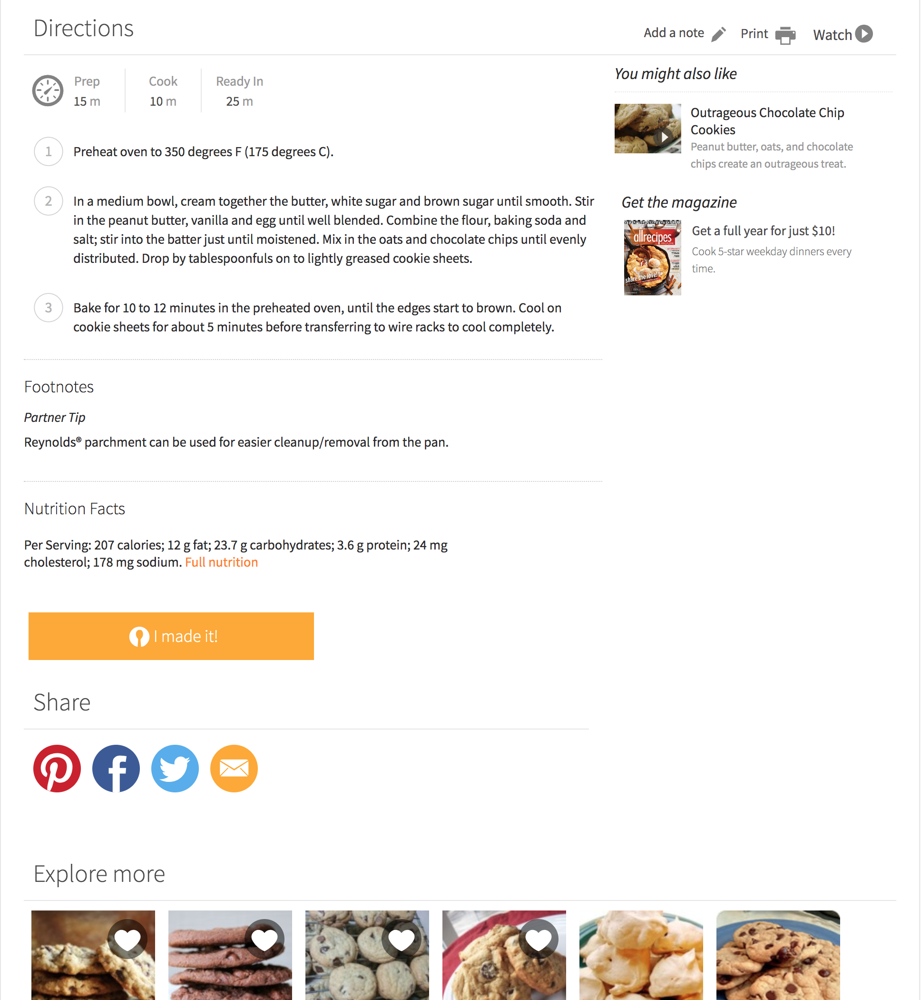 Directions
Add a note
Print
Watch
Prep
15 m
Cook
10 m
Ready In
25 m
1
Preheat oven to 350 degrees F (175 degrees C).
2
In a medium bowl, cream together the butter, white sugar and brown sugar until smooth. Stir
in the peanut butter, vanilla and egg until well blended. Combine the flour, baking soda and
salt; stir into the batter just until moistened. Mix in the oats and chocolate chips until evenly
distributed. Drop by tablespoonfuls on to lightly greased cookie sheets.
3
Bake for 10 to 12 minutes in the preheated oven, until the edges start to brown. Cool on
cookie sheets for about 5 minutes before transferring to wire racks to cool completely.
You might also like
Outrageous Chocolate Chip
Cookies
Peanut butter, oats, and chocolate
chips create an outrageous treat.
Get the magazine
allrecipes
MAGAZINE
share the love!
Get a full year for just $10!
Cook 5-star weekday dinners every
time.
Footnotes
Partner Tip
Reynolds® parchment can be used for easier cleanup/removal from the pan.
Nutrition Facts
Per Serving: 207 calories; 12 g fat; 23.7 g carbohydrates; 3.6 g protein; 24 mg
cholesterol; 178 mg sodium. Full nutrition
I made it!
Share
Explore more